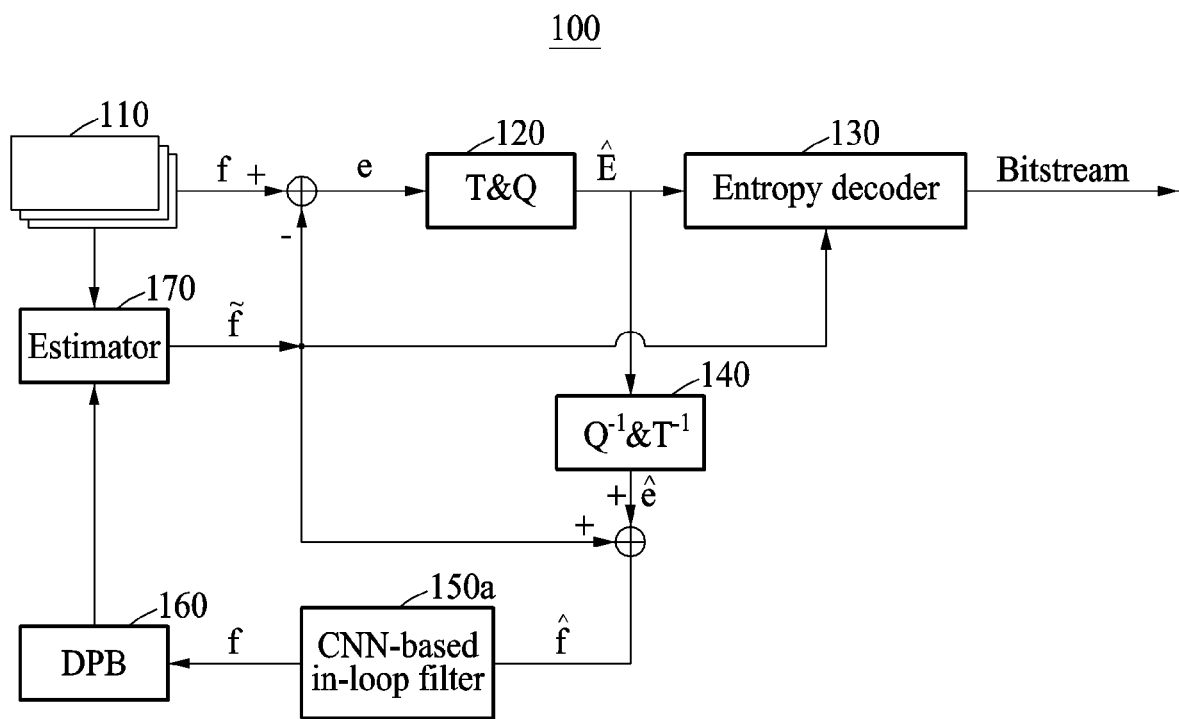 100
110
f +
e
120
T&Q
Ê
130
Entropy decoder
Bitstream
-
170
Estimator
f̃
140
Q⁻¹&T⁻¹
+ ê
+
160
DPB
f
150a
CNN-based
in-loop filter
f̂